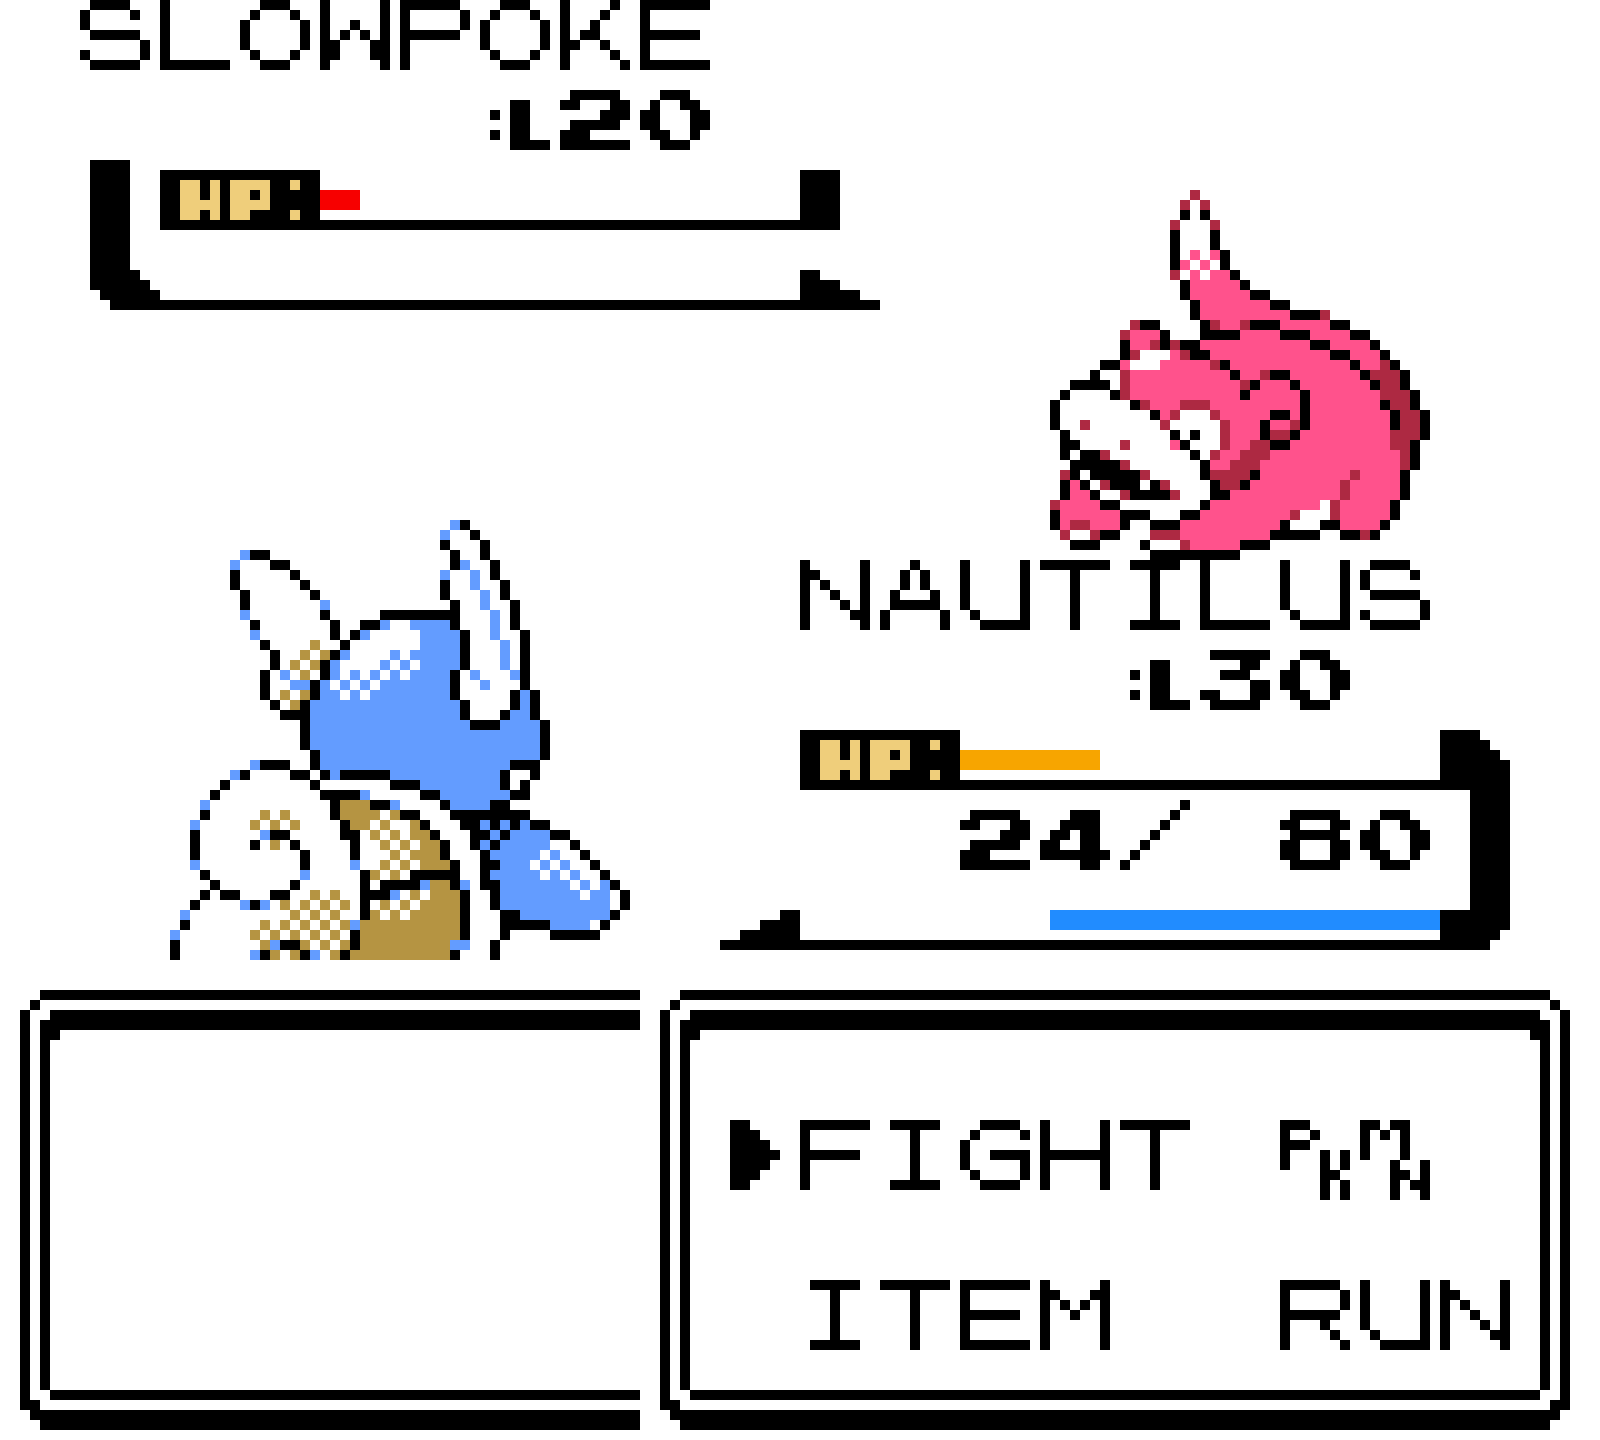 SLOWPOKE
:L20
HP:
NAUTILUS
:L30
HP:
24/ 80
FIGHT PKMN
ITEM RUN